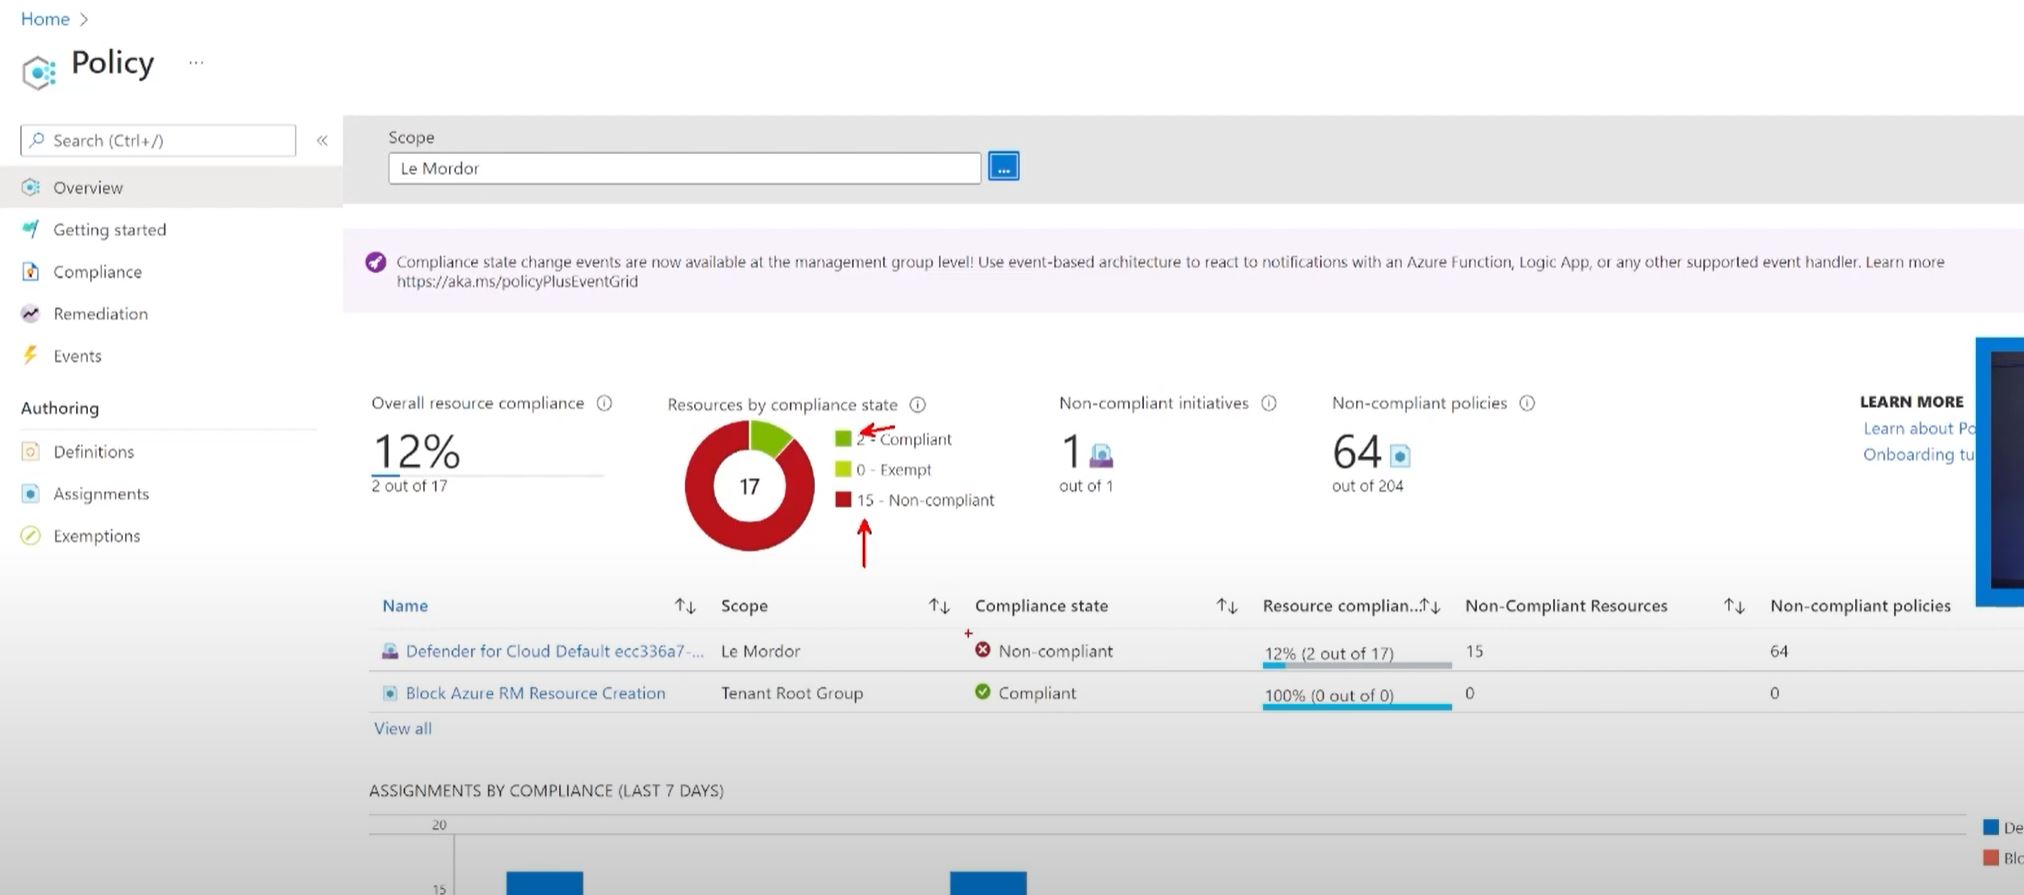 Home
Policy ...
Search (Ctrl+/)
Overview
Getting started
Compliance
Remediation
Events
Authoring
Definitions
Assignments
Exemptions
Scope
Le Mordor
...
Compliance state change events are now available at the management group level! Use event-based architecture to react to notifications with an Azure Function, Logic App, or any other supported event handler. Learn more
https://aka.ms/policyPlusEventGrid
Overall resource compliance
12%
2 out of 17
Resources by compliance state
17
2 - Compliant
0 - Exempt
15 - Non-compliant
Non-compliant initiatives
1
out of 1
Non-compliant policies
64
out of 204
LEARN MORE
Learn about Po
Onboarding tu
Name Scope Compliance state Resource complian... Non-Compliant Resources Non-compliant policies
Defender for Cloud Default ecc336a7-... Le Mordor Non-compliant 12% (2 out of 17) 15 64
Block Azure RM Resource Creation Tenant Root Group Compliant 100% (0 out of 0) 0 0
View all
ASSIGNMENTS BY COMPLIANCE (LAST 7 DAYS)
20
15
De
Blo